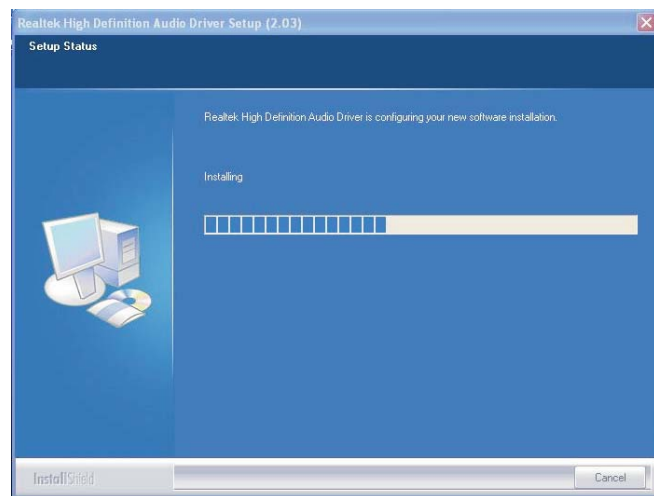 Realtek High Definition Audio Driver Setup (2.03)
Setup Status
Realtek High Definition Audio Driver is configuring your new software installation.
Installing
InstallShield
Cancel